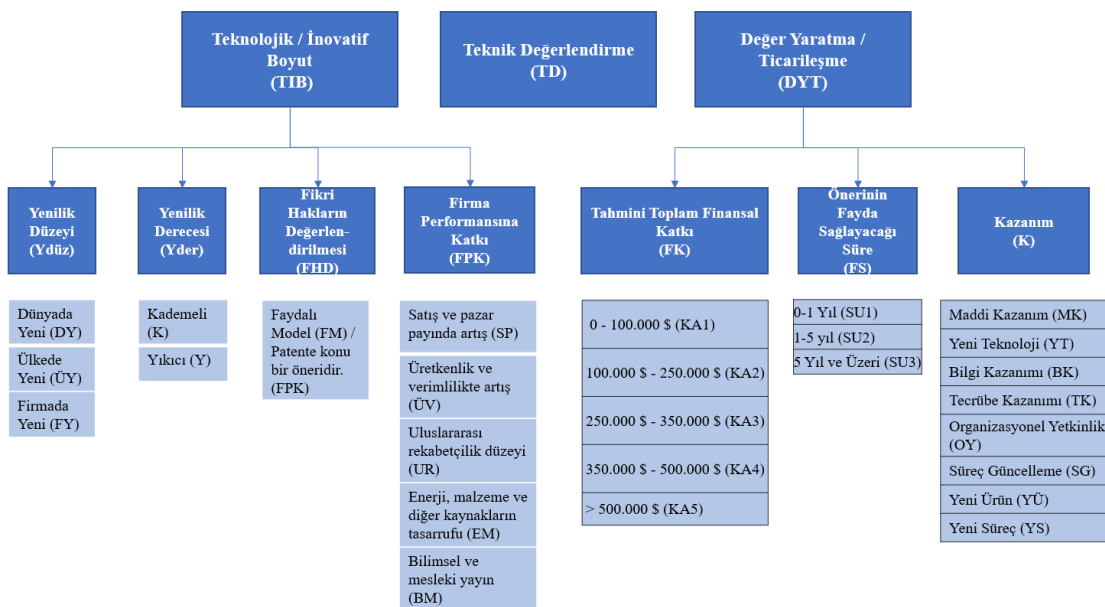 Teknolojik / İnovatif
Boyut
(TIB)
Teknik Değerlendirme
(TD)
Değer Yaratma /
Ticarileşme
(DYT)
Yenilik
Düzeyi
(Ydüz)
Yenilik
Derecesi
(Yder)
Fikri
Hakların
Değerlen-
dirilmesi
(FHD)
Firma
Performansına
Katkı
(FPK)
Tahmini Toplam Finansal
Katkı
(FK)
Önerinin
Fayda
Sağlayacağı
Süre
(FS)
Kazanım
(K)
Dünyada
Yeni (DY)
Ülkede
Yeni (ÜY)
Firmada
Yeni (FY)
Kademeli
(K)
Yıkıcı (Y)
Faydalı
Model (FM) /
Patente konu
bir öneridir.
(FPK)
Satış ve pazar
payında artış (SP)
Üretkenlik ve
verimlilikte artış
(ÜV)
Uluslararası
rekabetçilik düzeyi
(UR)
Enerji, malzeme ve
diğer kaynakların
tasarrufu (EM)
Bilimsel ve
mesleki yayın
(BM)
0 - 100.000 $ (KA1)
100.000 $ - 250.000 $ (KA2)
250.000 $ - 350.000 $ (KA3)
350.000 $ - 500.000 $ (KA4)
> 500.000 $ (KA5)
0-1 Yıl (SU1)
1-5 yıl (SU2)
5 Yıl ve Üzeri (SU3)
Maddi Kazanım (MK)
Yeni Teknoloji (YT)
Bilgi Kazanımı (BK)
Tecrübe Kazanımı (TK)
Organizasyonel Yetkinlik
(OY)
Süreç Güncelleme (SG)
Yeni Ürün (YÜ)
Yeni Süreç (YS)